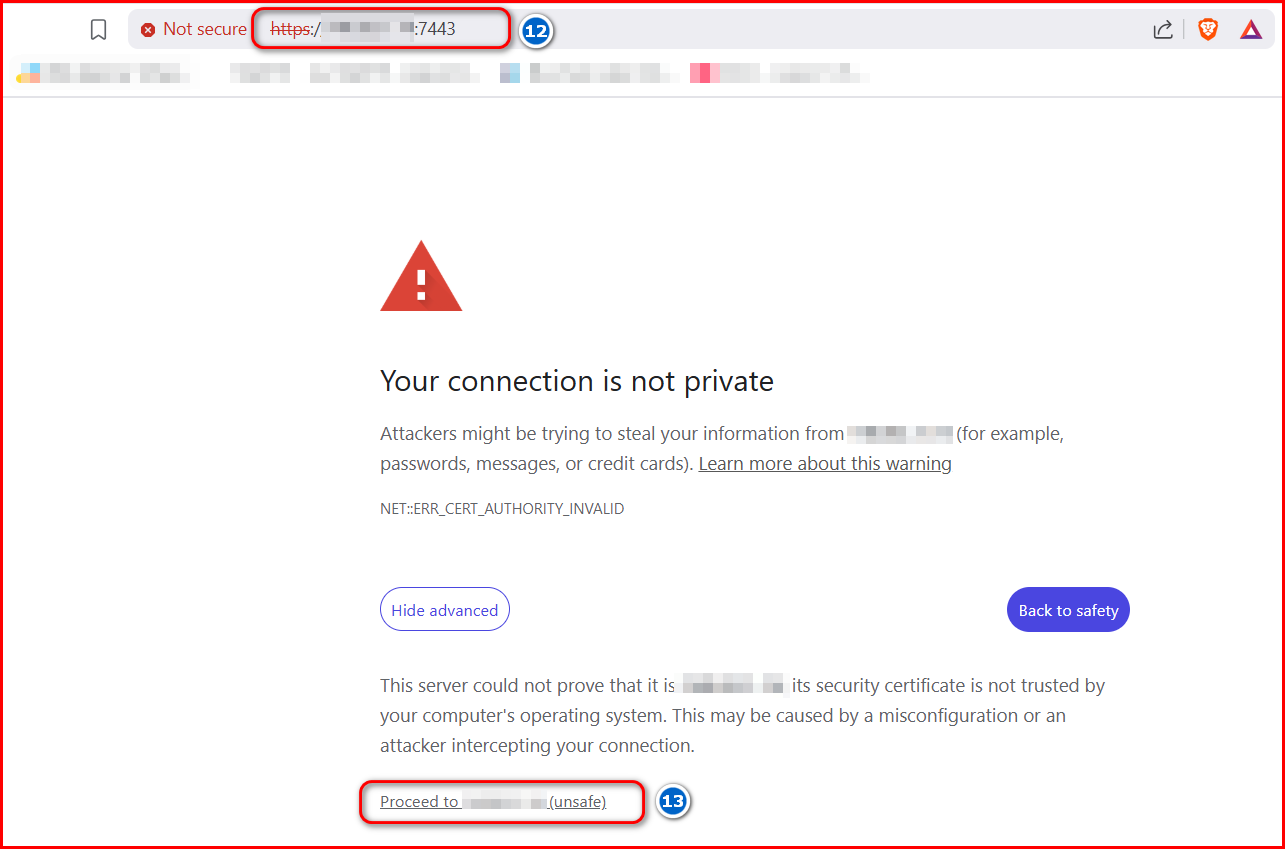 Not secure https:/ :7443 12
Your connection is not private
Attackers might be trying to steal your information from (for example,
passwords, messages, or credit cards). Learn more about this warning
NET::ERR_CERT_AUTHORITY_INVALID
Hide advanced Back to safety
This server could not prove that it is its security certificate is not trusted by
your computer's operating system. This may be caused by a misconfiguration or an
attacker intercepting your connection.
Proceed to (unsafe) 13